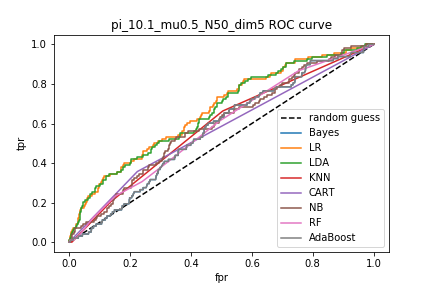 pi_10.1_mu0.5_N50_dim5 ROC curve
1.0
0.8
0.6
0.4
0.2
0.0
tpr
random guess
Bayes
LR
LDA
KNN
CART
NB
RF
AdaBoost
0.0 0.2 0.4 0.6 0.8 1.0
fpr